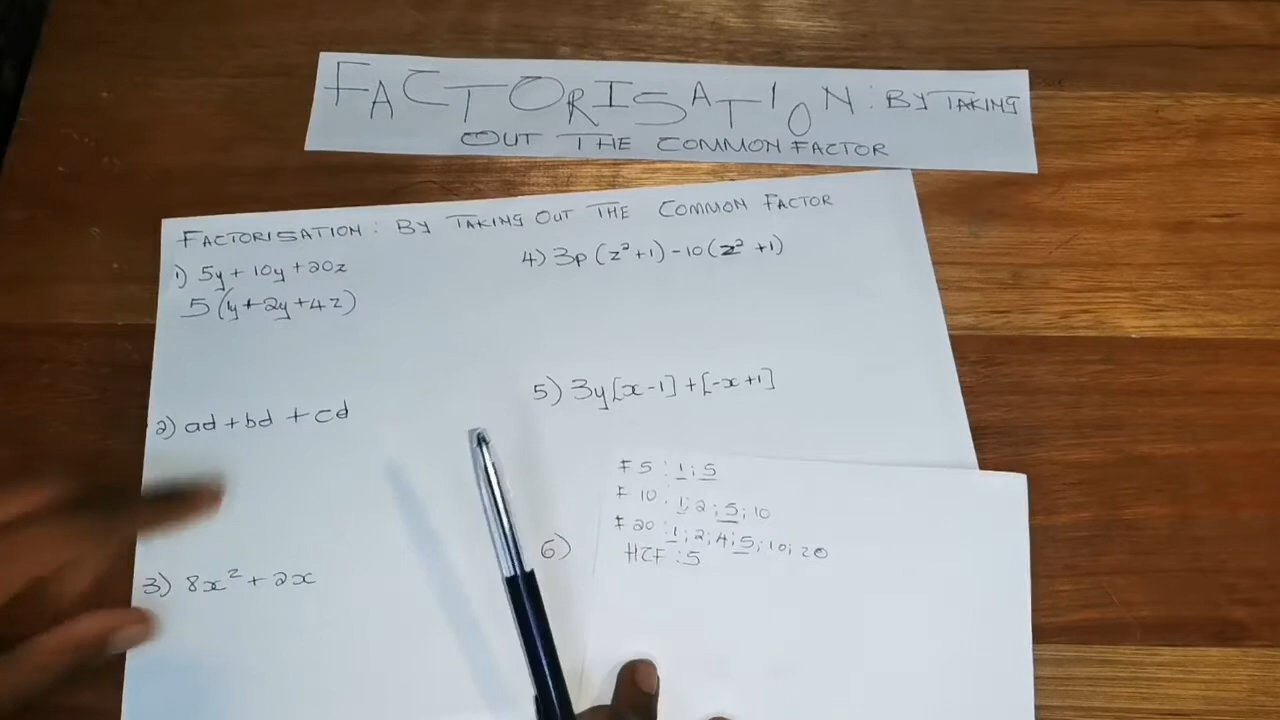 FACTORISATION: BY TAKING
OUT THE COMMON FACTOR
FACTORISATION: BY TAKING OUT THE COMMON FACTOR
1) 5y + 10y + 20z
5(y + 2y + 4z)
2) ad + bd + cd
3) 8x² + 2x
4) 3p(z² + 1) - 10(z² + 1)
5) 3y[x - 1] + [-x + 1]
6)
F5 : 1; 5
F10 : 1; 2; 5; 10
F20 : 1; 2; 4; 5; 10; 20
HCF : 5